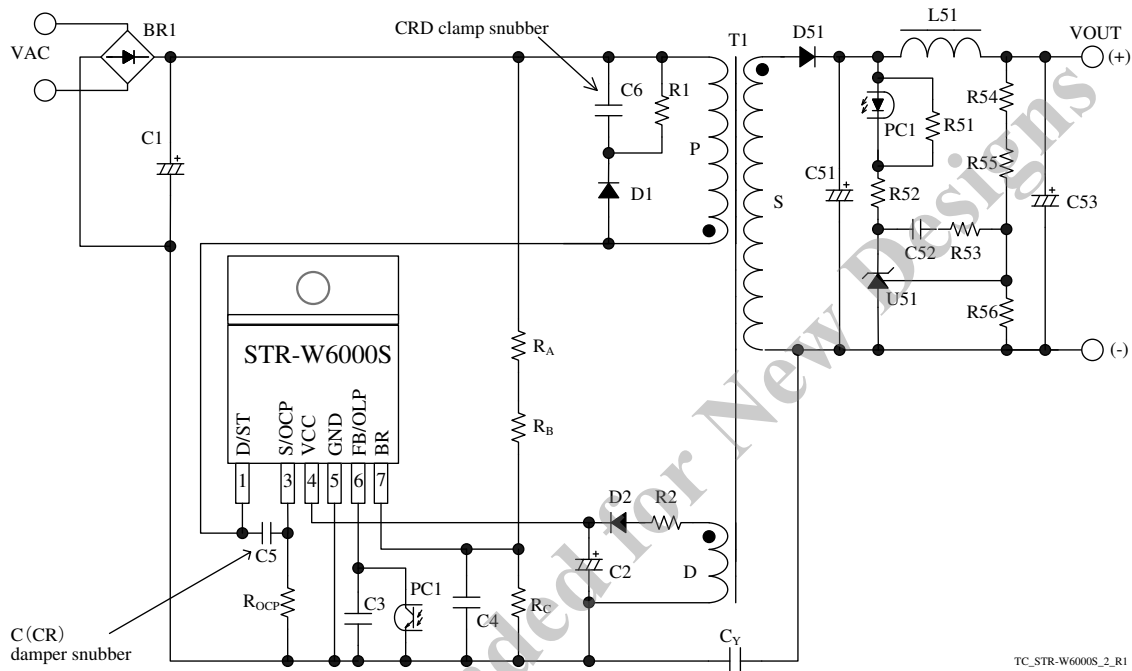 CRD clamp snubber
BR1
VAC
C1
C6
R1
P
D1
T1
S
D51
L51
VOUT
(+)
PC1
R51
R54
R55
C51
R52
C53
C52
R53
U51
R56
(-)
STR-W6000S
D/ST
S/OCP
VCC
GND
FB/OLP
BR
1
3
4
5
6
7
RA
RB
D2
R2
C5
C2
D
ROCP
C3
PC1
C4
RC
CY
C(CR)
damper snubber
TC_STR-W6000S_2_R1
ded for New Designs